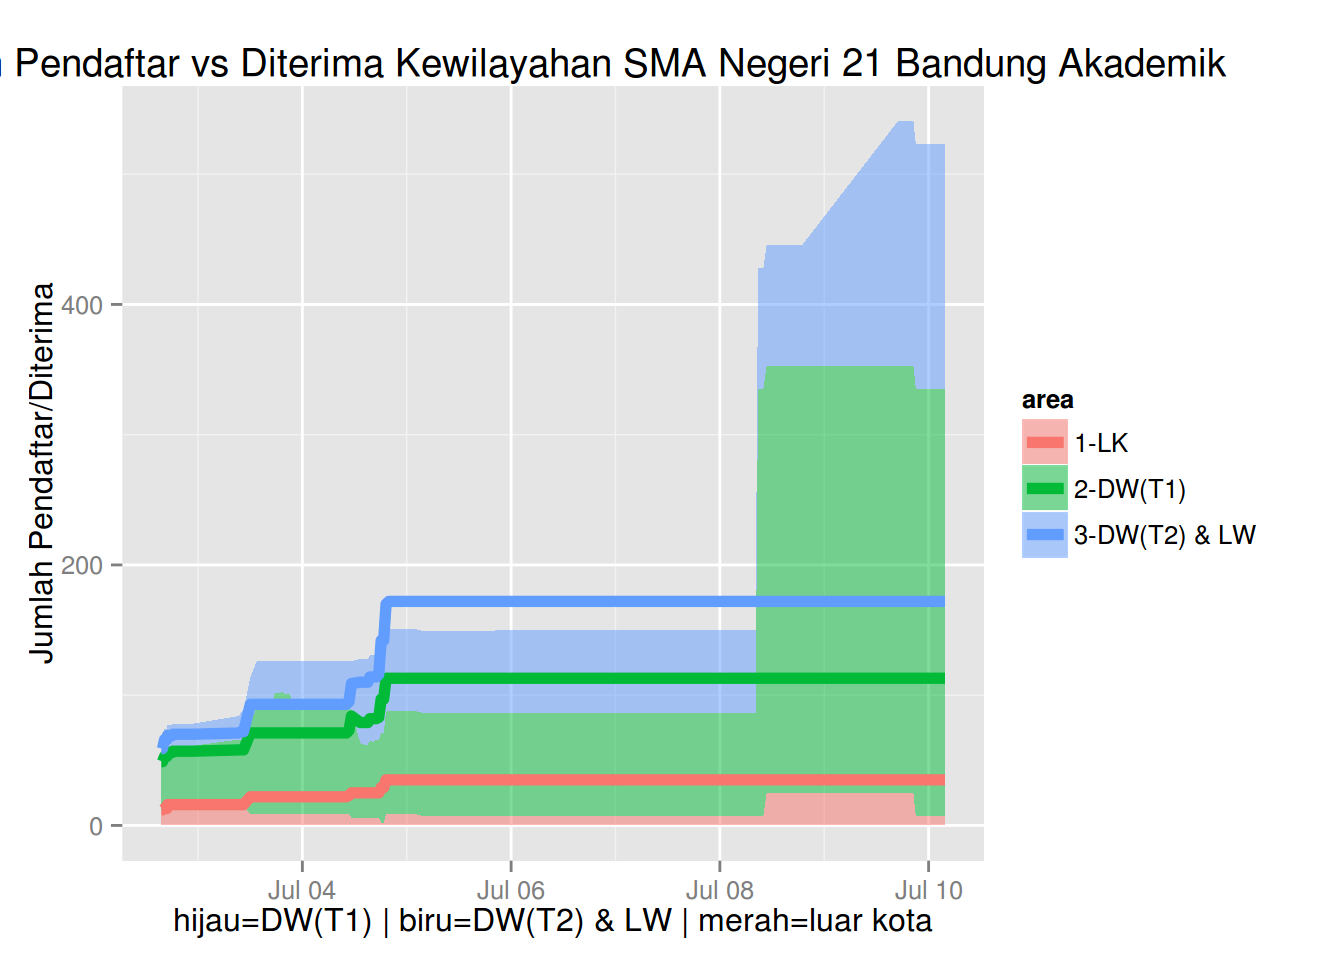 Pendaftar vs Diterima Kewilayahan SMA Negeri 21 Bandung Akademik
Jumlah Pendaftar/Diterima
400
200
0
Jul 04
Jul 06
Jul 08
Jul 10
hijau=DW(T1) | biru=DW(T2) & LW | merah=luar kota
area
1-LK
2-DW(T1)
3-DW(T2) & LW